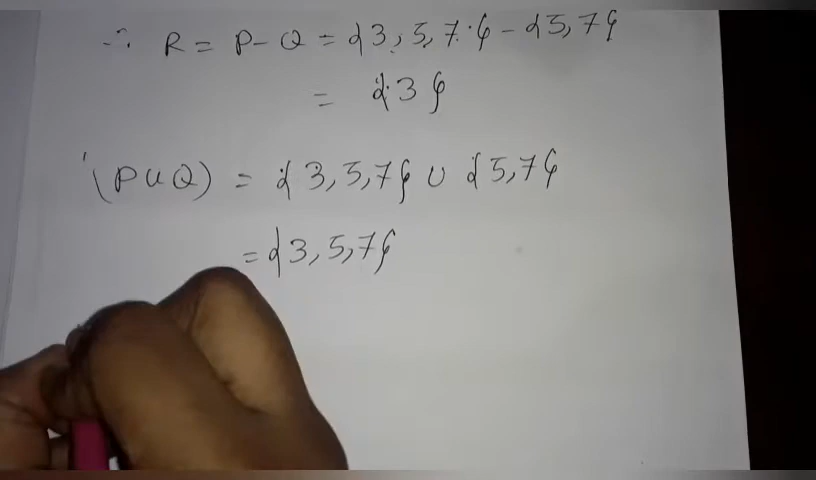 ∴ R = P - Q = {3, 5, 7} - {5, 7}
= {3}
(P ∪ Q) = {3, 5, 7} ∪ {5, 7}
= {3, 5, 7}